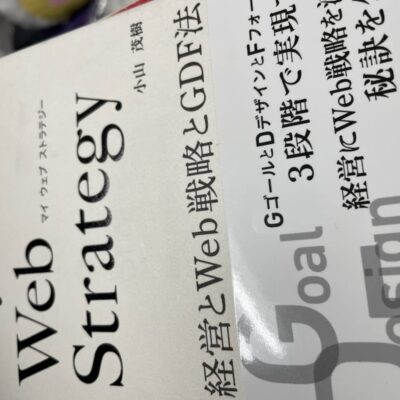 Web
マイ ウェブ ストラテジー
Strategy
小山 茂樹
経営とWeb戦略とGDF法
GゴールとDデザインとFフォー
3段階で実現
経営にWeb戦略を
秘訣を
Goal
Design